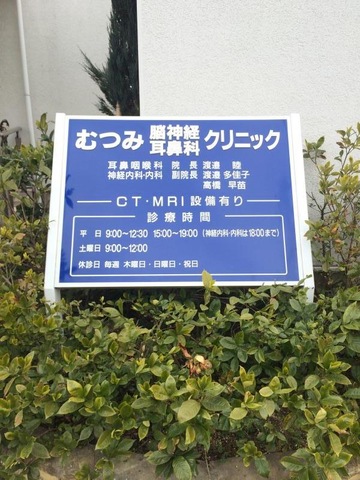 むつみ 脳神経耳鼻科 クリニック
耳鼻咽喉科 院長 渡邉 陸
神経内科・内科 副院長 渡邉 多佳子
高橋 早苗
CT・MRI設備有り
診療時間
平日 9:00～12:30 15:00～19:00 (神経内科・内科は18:00まで)
土曜日 9:00～12:00
休診日 毎週 木曜日・日曜日・祝日